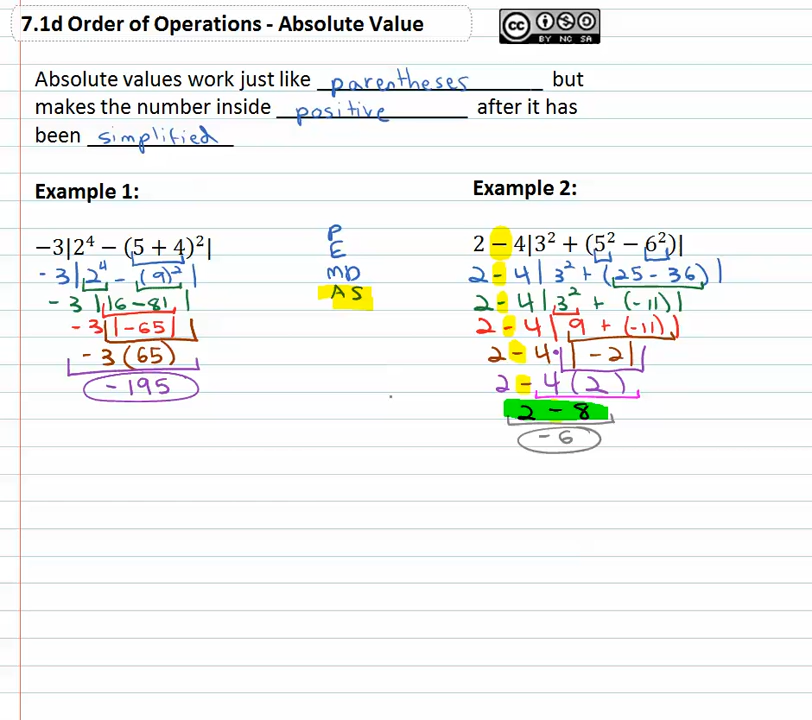 7.1d Order of Operations - Absolute Value
cc BY NC SA
Absolute values work just like parentheses but
makes the number inside positive after it has
been simplified
Example 1:
−3|2⁴ − (5 + 4)²|
-3|2⁴ - (9)²|
-3|16 - 81|
-3|-65|
-3(65)
-195
P
E
MD
AS
Example 2:
2 − 4|3² + (5² − 6²)|
2 - 4|3² + (25 - 36)|
2 - 4|3² + (-11)|
2 - 4|9 + (-11)|
2 - 4·|-2|
2 - 4(2)
2 - 8
-6